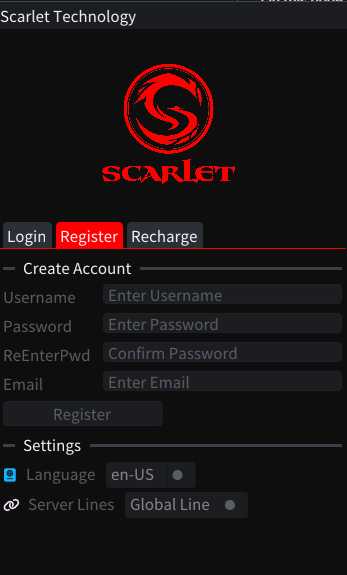 Scarlet Technology
SCARLET
Login Register Recharge
Create Account
Username Enter Username
Password Enter Password
ReEnterPwd Confirm Password
Email Enter Email
Register
Settings
Language en-US
Server Lines Global Line